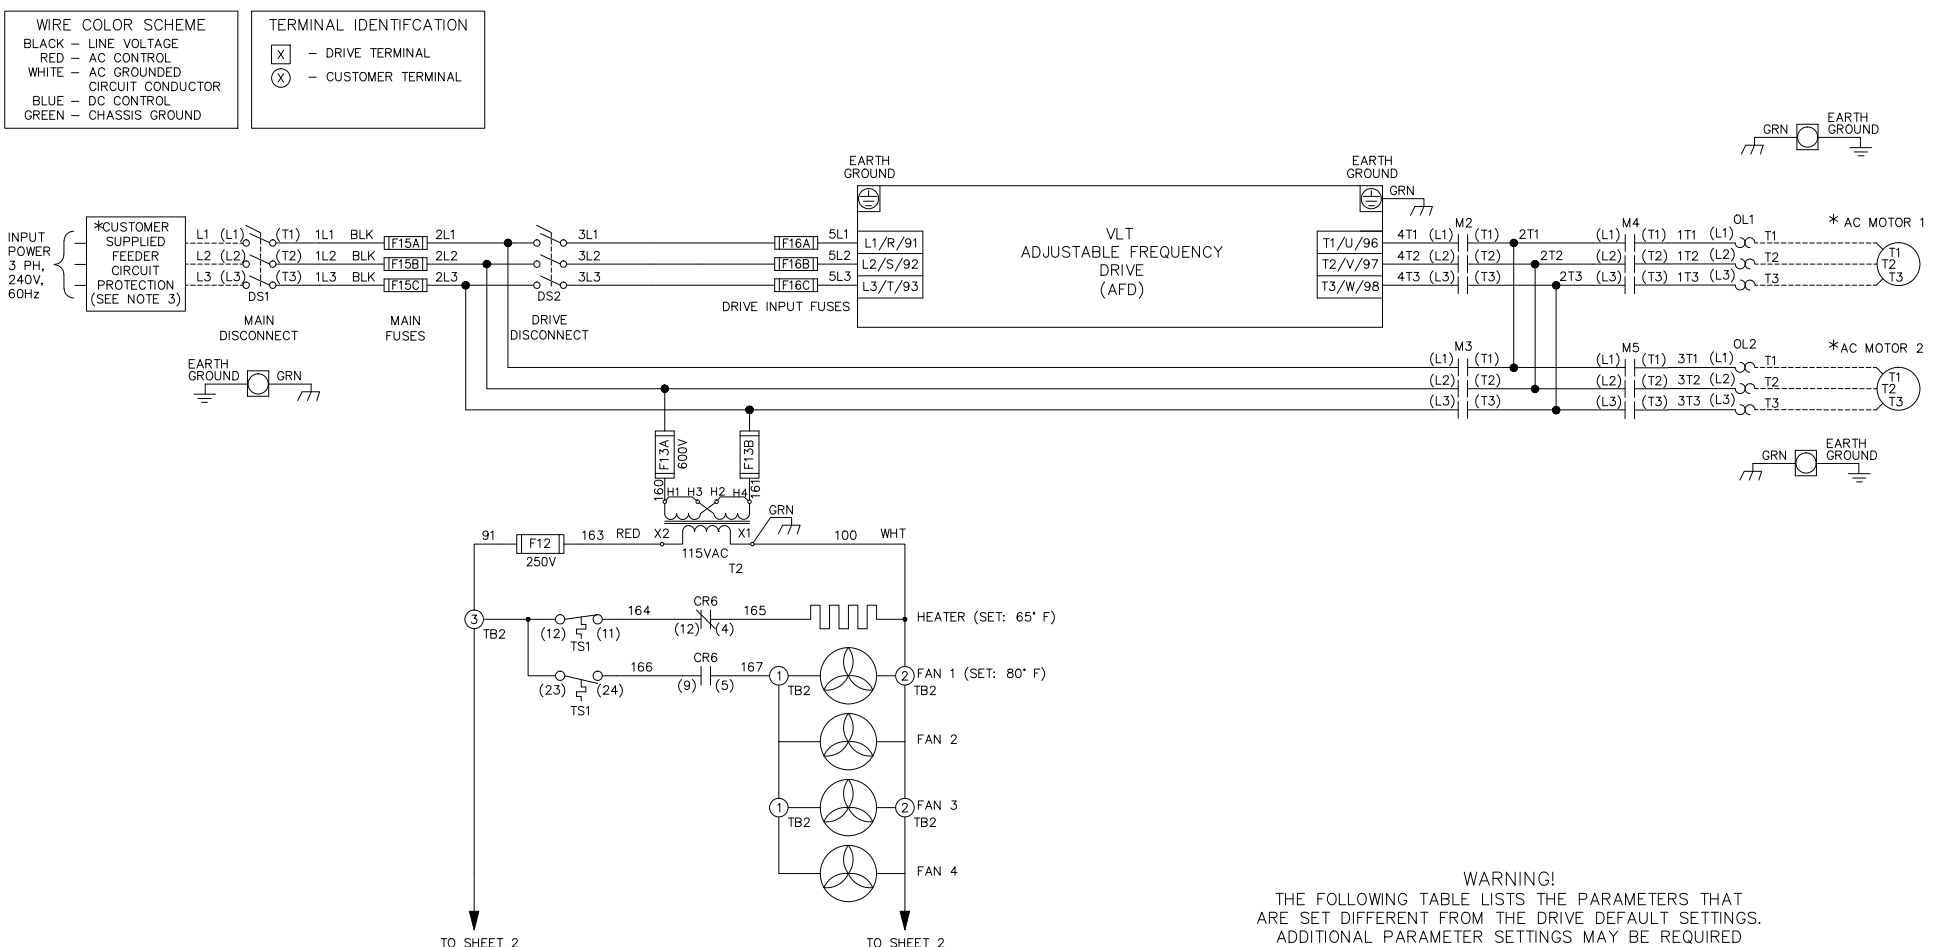 WIRE COLOR SCHEME
BLACK – LINE VOLTAGE
RED – AC CONTROL
WHITE – AC GROUNDED
CIRCUIT CONDUCTOR
BLUE – DC CONTROL
GREEN – CHASSIS GROUND
TERMINAL IDENTIFCATION
X – DRIVE TERMINAL
X – CUSTOMER TERMINAL
GRN
EARTH
GROUND
INPUT
POWER
3 PH,
240V,
60Hz
*CUSTOMER
SUPPLIED
FEEDER
CIRCUIT
PROTECTION
(SEE NOTE 3)
L1 (L1) (T1) 1L1 BLK F15A 2L1 3L1 F16A 5L1 L1/R/91
L2 (L2) (T2) 1L2 BLK F15B 2L2 3L2 F16B 5L2 L2/S/92
L3 (L3) (T3) 1L3 BLK F15C 2L3 3L3 F16C 5L3 L3/T/93
DS1
MAIN
DISCONNECT
MAIN
FUSES
DS2
DRIVE
DISCONNECT
DRIVE INPUT FUSES
EARTH
GROUND
EARTH
GROUND
GRN
VLT
ADJUSTABLE FREQUENCY
DRIVE
(AFD)
M2 M4 OL1 * AC MOTOR 1
T1/U/96 4T1 (L1) (T1) 2T1 (L1) (T1) 1T1 (L1) T1
T2/V/97 4T2 (L2) (T2) 2T2 (L2) (T2) 1T2 (L2) T2
T3/W/98 4T3 (L3) (T3) 2T3 (L3) (T3) 1T3 (L3) T3
T1
T2
T3
M3 M5 OL2 *AC MOTOR 2
(L1) (T1) (L1) (T1) 3T1 (L1) T1
(L2) (T2) (L2) (T2) 3T2 (L2) T2
(L3) (T3) (L3) (T3) 3T3 (L3) T3
T1
T2
T3
EARTH
GROUND
GRN
GRN
EARTH
GROUND
F13A
600V
F13B
160
161
H1 H3 H2 H4
GRN
91 F12 163 RED X2 X1 100 WHT
250V
115VAC
T2
3
TB2
(12) (11)
TS1
164
CR6
(12) (4)
165
HEATER (SET: 65° F)
(23) (24)
TS1
166
CR6
(9) (5)
167
1
TB2
2
TB2
FAN 1 (SET: 80° F)
FAN 2
1
TB2
2
TB2
FAN 3
FAN 4
TO SHEET 2
TO SHEET 2
WARNING!
THE FOLLOWING TABLE LISTS THE PARAMETERS THAT
ARE SET DIFFERENT FROM THE DRIVE DEFAULT SETTINGS.
ADDITIONAL PARAMETER SETTINGS MAY BE REQUIRED